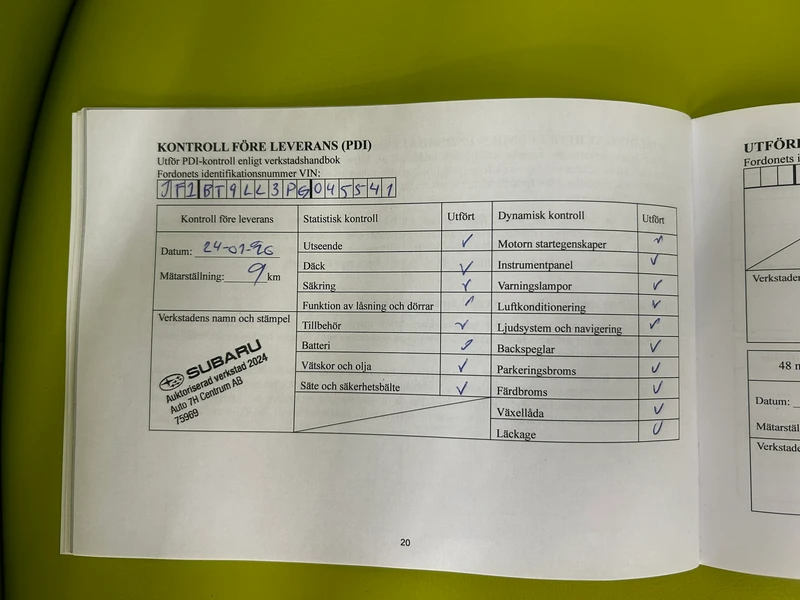 KONTROLL FÖRE LEVERANS (PDI)
Utför PDI-kontroll enligt verkstadshandbok
Fordonets identifikationsnummer VIN:
JF1BT9LL3PG045541
Kontroll före leverans Statistisk kontroll Utfört Dynamisk kontroll Utfört
Datum: 24-01-26
Mätarställning: 9 km
Utseende ✓ Motorn startegenskaper ✓
Däck ✓ Instrumentpanel ✓
Säkring ✓ Varningslampor ✓
Funktion av låsning och dörrar ✓ Luftkonditionering ✓
Verkstadens namn och stämpel Tillbehör ✓ Ljudsystem och navigering ✓
Batteri ✓ Backspeglar ✓
Vätskor och olja ✓ Parkeringsbroms ✓
Säte och säkerhetsbälte ✓ Färdbroms ✓
Växellåda ✓
Läckage ✓
SUBARU
Auktoriserad verkstad 2024
Auto 7H Centrum AB
75969
20
Fordonets i
Verkstade
48 m
Datum:
Mätarstäl
Verkstade